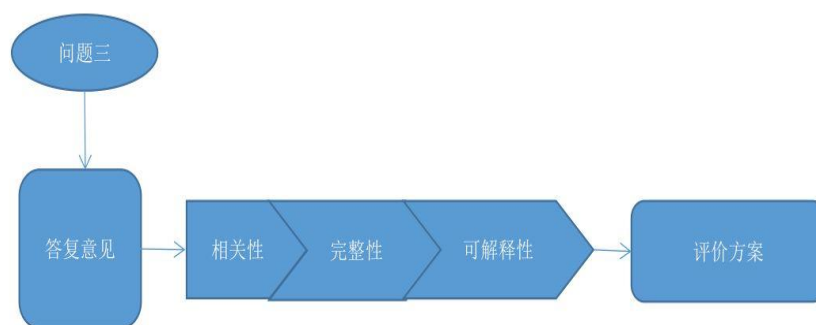 问题三
答复意见
相关性
完整性
可解释性
评价方案